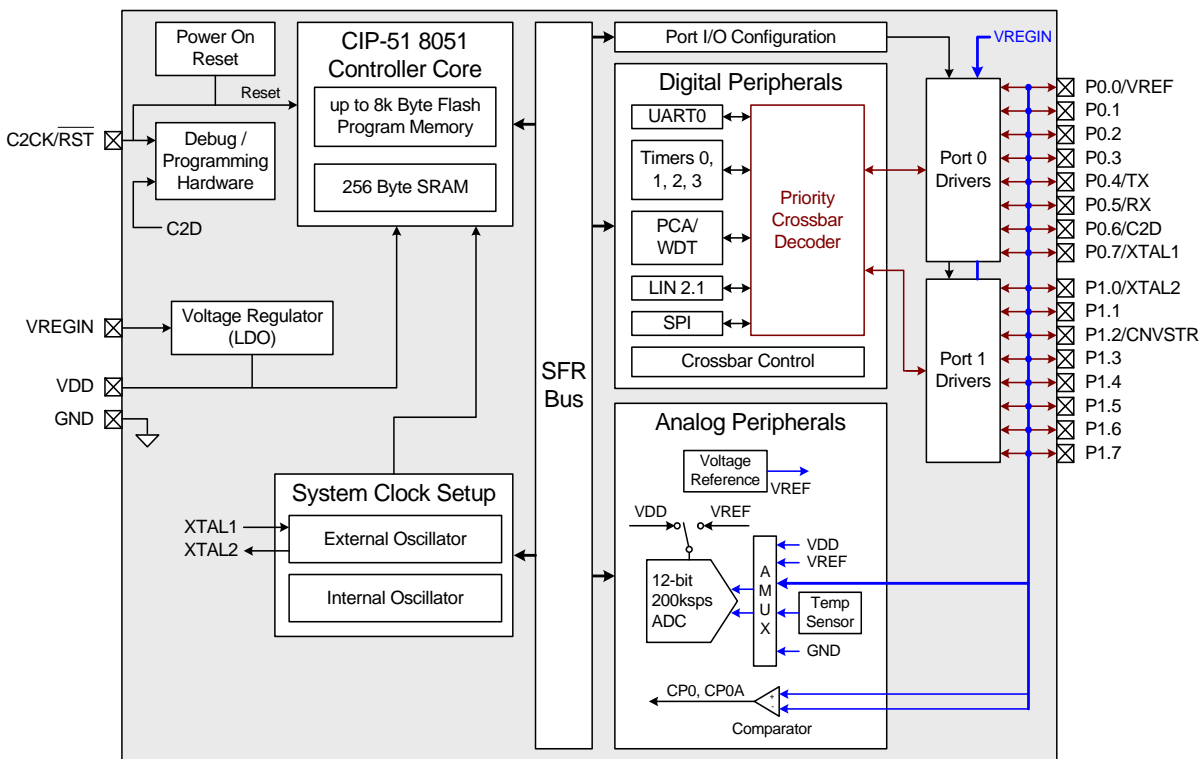 Power On
Reset
Reset
C2CK/RST
Debug /
Programming
Hardware
C2D
CIP-51 8051
Controller Core
up to 8k Byte Flash
Program Memory
256 Byte SRAM
VREGIN
Voltage Regulator
(LDO)
VDD
GND
System Clock Setup
XTAL1
XTAL2
External Oscillator
Internal Oscillator
SFR
Bus
Port I/O Configuration
Digital Peripherals
UART0
Timers 0,
1, 2, 3
PCA/
WDT
LIN 2.1
SPI
Priority
Crossbar
Decoder
Crossbar Control
Analog Peripherals
Voltage
Reference
VREF
VDD
VREF
12-bit
200ksps
ADC
A
M
U
X
VDD
VREF
Temp
Sensor
GND
CP0, CP0A
+
-
Comparator
VREGIN
Port 0
Drivers
Port 1
Drivers
P0.0/VREF
P0.1
P0.2
P0.3
P0.4/TX
P0.5/RX
P0.6/C2D
P0.7/XTAL1
P1.0/XTAL2
P1.1
P1.2/CNVSTR
P1.3
P1.4
P1.5
P1.6
P1.7